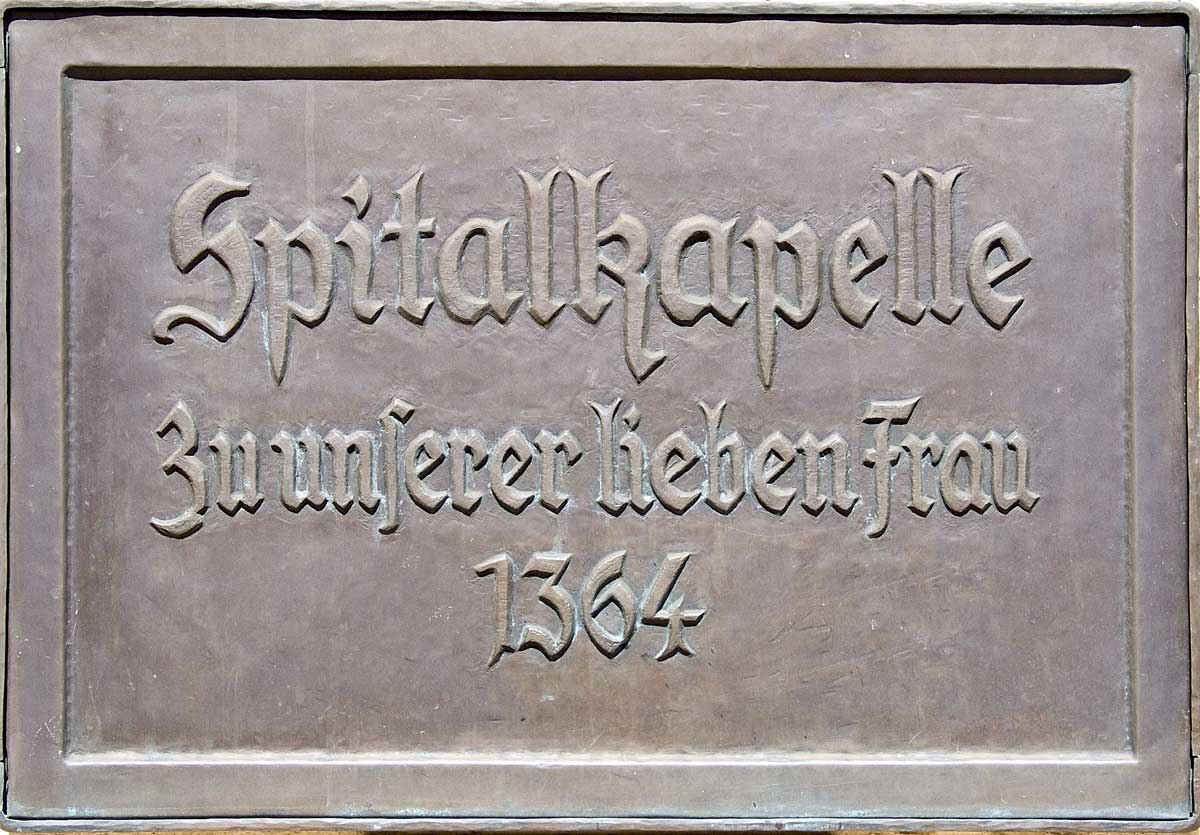 Spitalkapelle
Zu unserer lieben Frau
1364